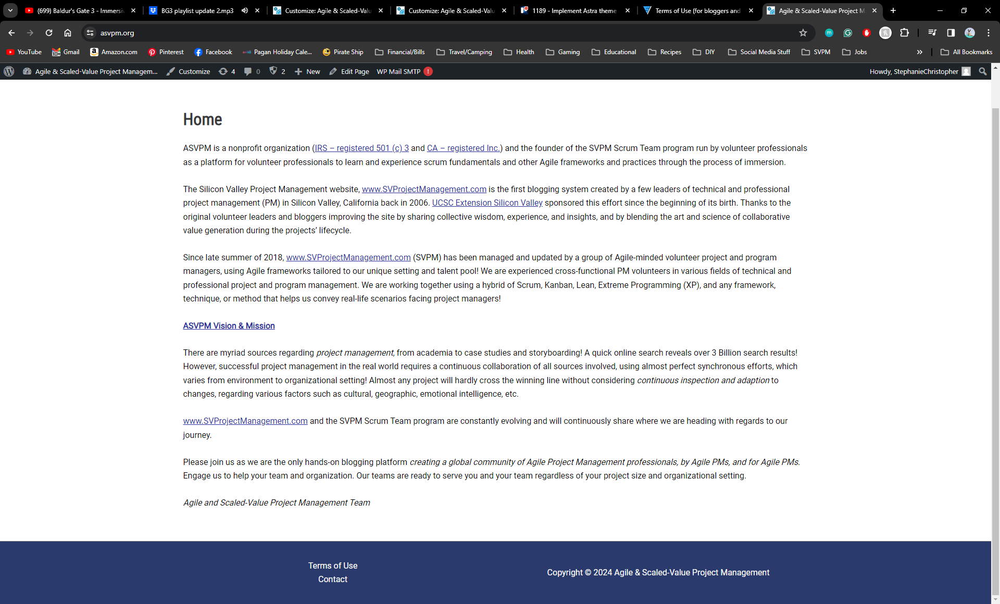 (699) Baldur's Gate 3 - Immersiv
BG3 playlist update 2.mp3
Customize: Agile & Scaled-Valu
Customize: Agile & Scaled-Valu
1189 - Implement Astra theme
Terms of Use (for bloggers and
Agile & Scaled-Value Project M
asvpm.org
YouTube
100+
Gmail
Amazon.com
Pinterest
Facebook
Pagan Holiday Cale...
Pirate Ship
Financial/Bills
Travel/Camping
Health
Gaming
Educational
Recipes
DIY
Social Media Stuff
SVPM
Jobs
All Bookmarks
Agile & Scaled-Value Project Managem...
Customize
4
0
2
New
Edit Page
WP Mail SMTP !
Howdy, StephanieChristopher
Home
ASVPM is a nonprofit organization (IRS – registered 501 (c) 3 and CA – registered Inc.) and the founder of the SVPM Scrum Team program run by volunteer professionals
as a platform for volunteer professionals to learn and experience scrum fundamentals and other Agile frameworks and practices through the process of immersion.
The Silicon Valley Project Management website, www.SVProjectManagement.com is the first blogging system created by a few leaders of technical and professional
project management (PM) in Silicon Valley, California back in 2006. UCSC Extension Silicon Valley sponsored this effort since the beginning of its birth. Thanks to the
original volunteer leaders and bloggers improving the site by sharing collective wisdom, experience, and insights, and by blending the art and science of collaborative
value generation during the projects’ lifecycle.
Since late summer of 2018, www.SVProjectManagement.com (SVPM) has been managed and updated by a group of Agile-minded volunteer project and program
managers, using Agile frameworks tailored to our unique setting and talent pool! We are experienced cross-functional PM volunteers in various fields of technical and
professional project and program management. We are working together using a hybrid of Scrum, Kanban, Lean, Extreme Programming (XP), and any framework,
technique, or method that helps us convey real-life scenarios facing project managers!
ASVPM Vision & Mission
There are myriad sources regarding project management, from academia to case studies and storyboarding! A quick online search reveals over 3 Billion search results!
However, successful project management in the real world requires a continuous collaboration of all sources involved, using almost perfect synchronous efforts, which
varies from environment to organizational setting! Almost any project will hardly cross the winning line without considering continuous inspection and adaption to
changes, regarding various factors such as cultural, geographic, emotional intelligence, etc.
www.SVProjectManagement.com and the SVPM Scrum Team program are constantly evolving and will continuously share where we are heading with regards to our
journey.
Please join us as we are the only hands-on blogging platform creating a global community of Agile Project Management professionals, by Agile PMs, and for Agile PMs.
Engage us to help your team and organization. Our teams are ready to serve you and your team regardless of your project size and organizational setting.
Agile and Scaled-Value Project Management Team
Terms of Use
Contact
Copyright © 2024 Agile & Scaled-Value Project Management